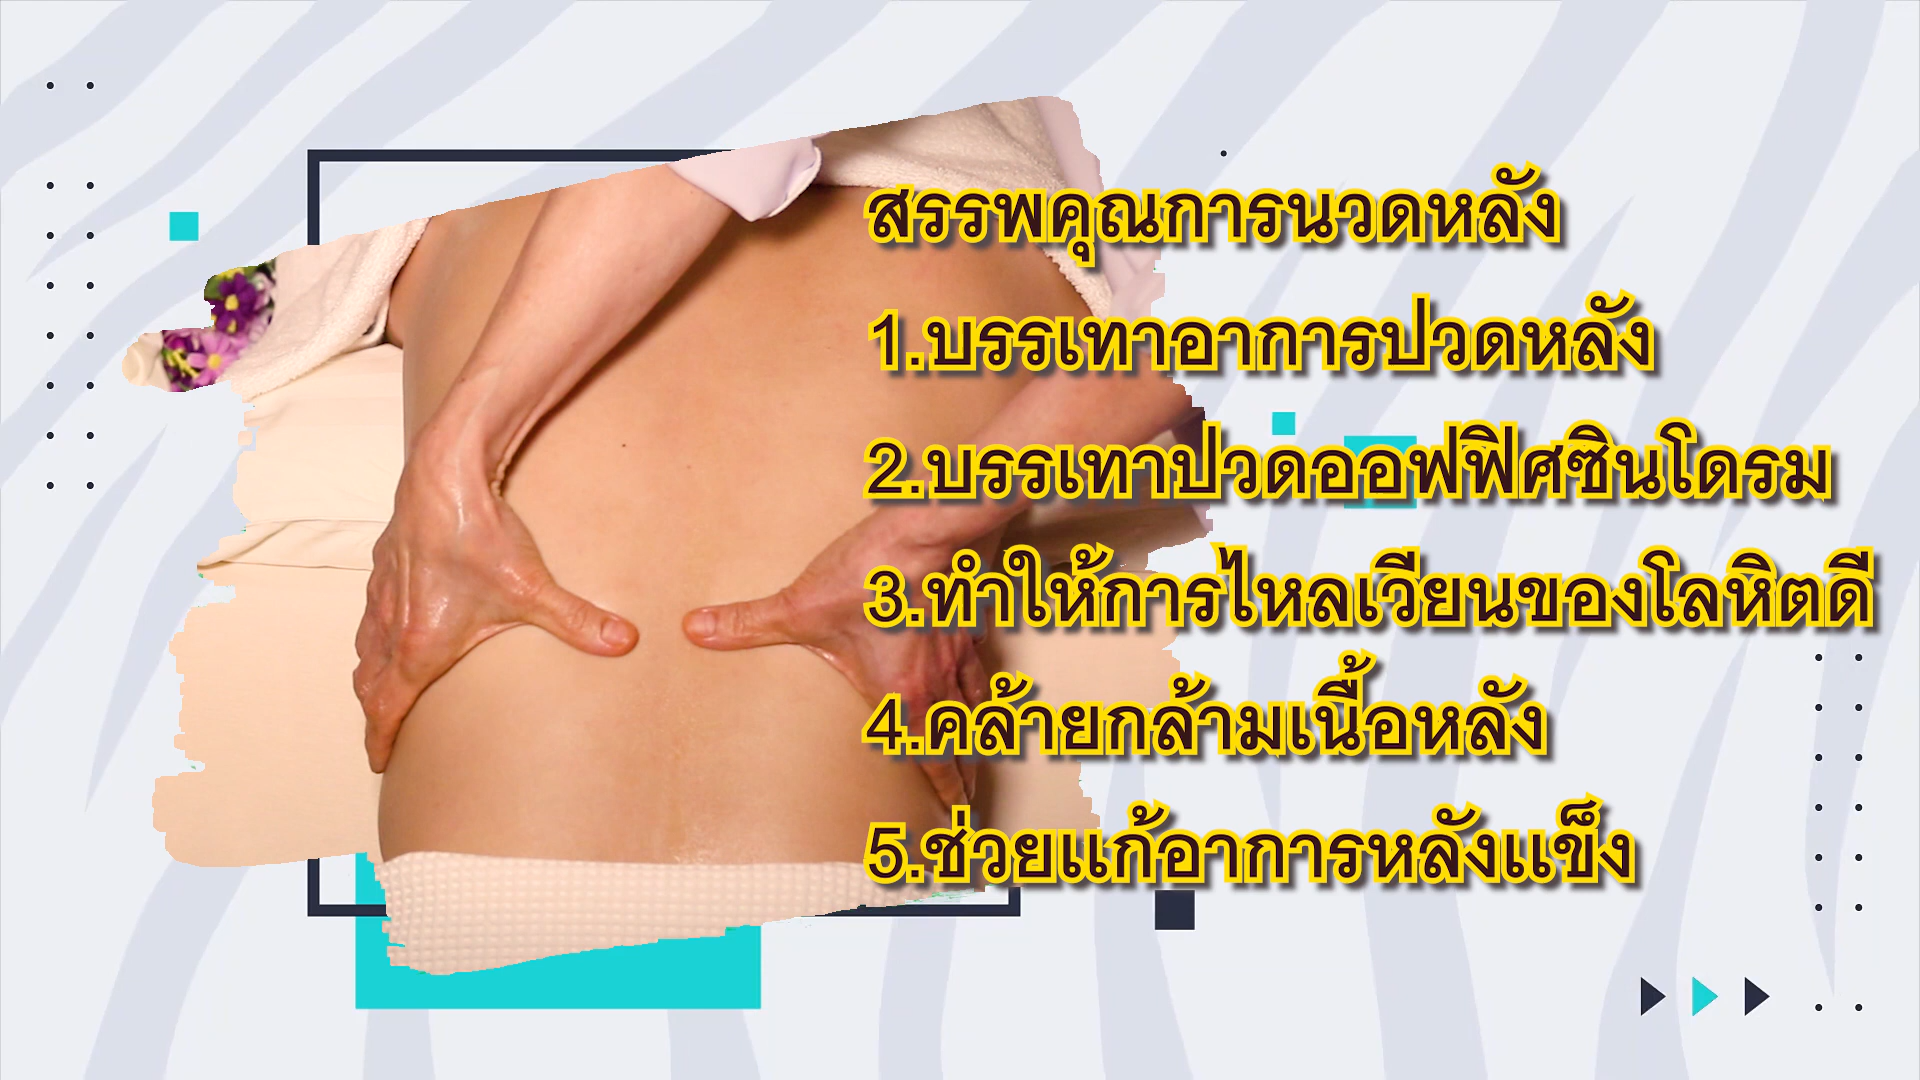 สรรพคุณการนวดหลัง
1.บรรเทาอาการปวดหลัง
2.บรรเทาปวดออฟฟิศซินโดรม
3.ทำให้การไหลเวียนของโลหิตดี
4.คล้ายกล้ามเนื้อหลัง
5.ช่วยแก้อาการหลังแข็ง